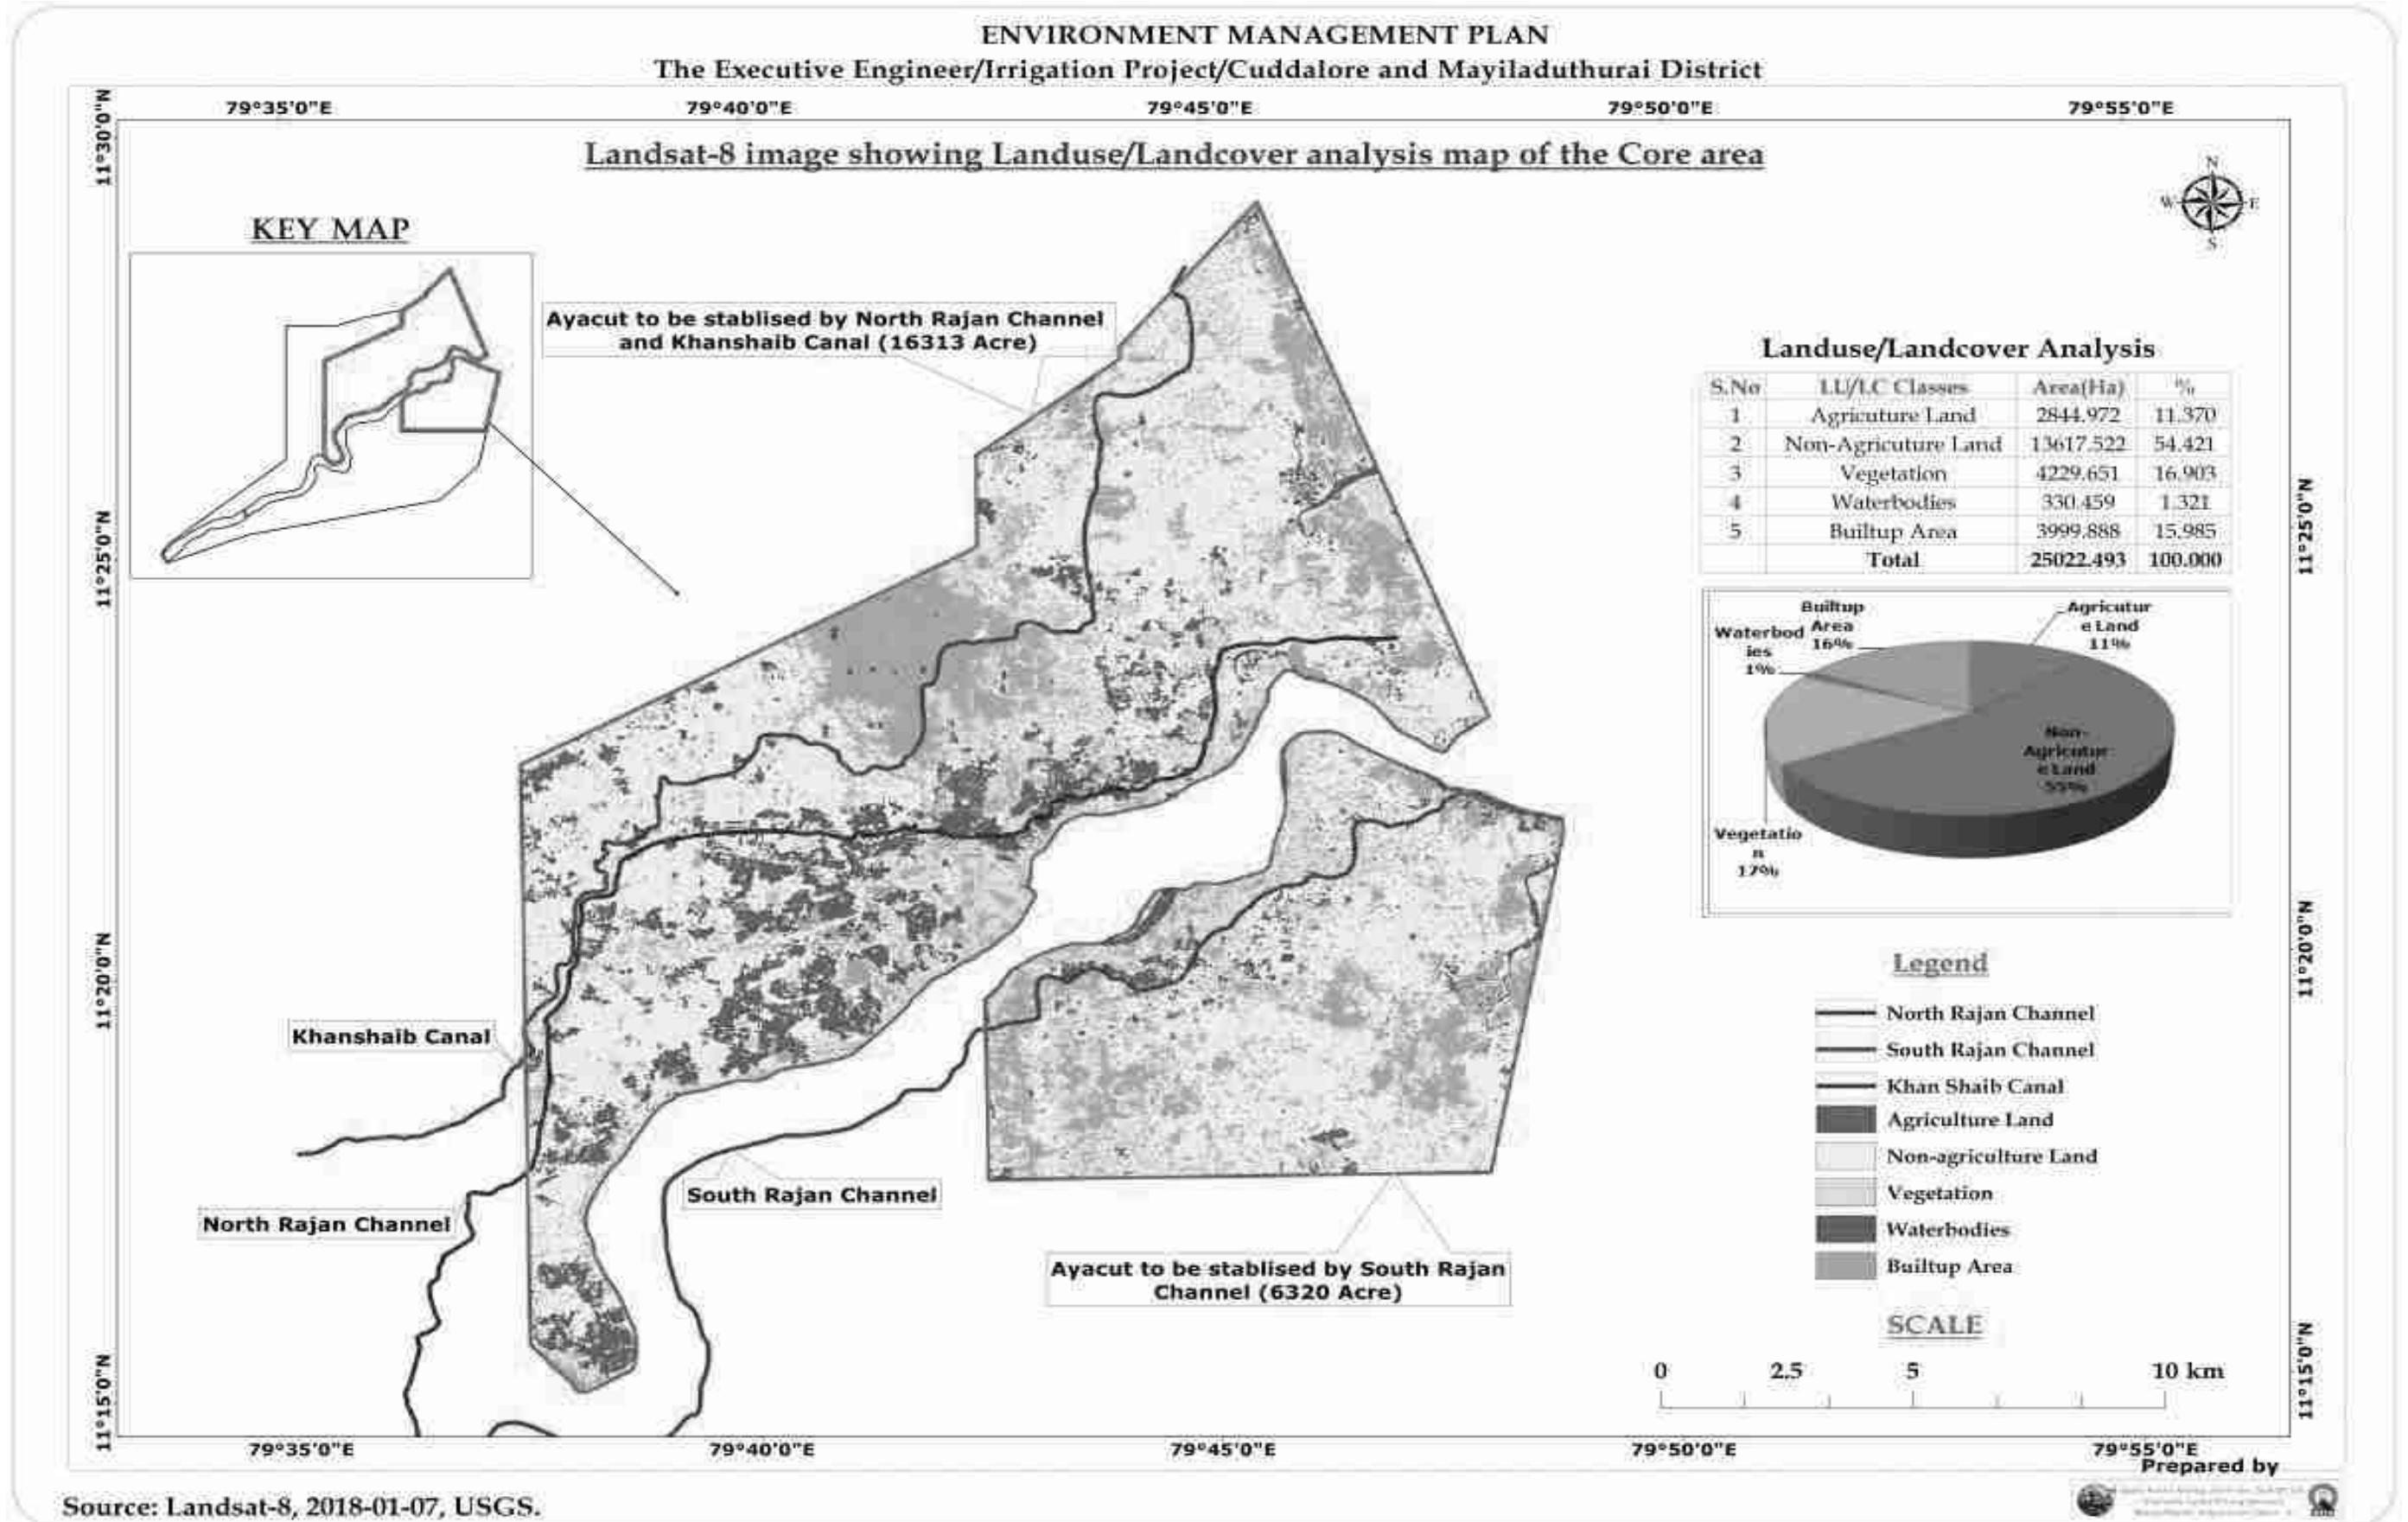 ENVIRONMENT MANAGEMENT PLAN
The Executive Engineer/Irrigation Project/Cuddalore and Mayiladuthurai District
79°35'0"E 79°40'0"E 79°45'0"E 79°50'0"E 79°55'0"E
11°30'0"N
Landsat-8 image showing Landuse/Landcover analysis map of the Core area
N
W E
S
KEY MAP
Ayacut to be stablised by North Rajan Channel
and Khanshaib Canal (16313 Acre)
Landuse/Landcover Analysis
S.No LU/LC Classes Area(Ha) %
1 Agricuture Land 2844.972 11.370
2 Non-Agricuture Land 13617.522 54.421
3 Vegetation 4229.651 16.903
4 Waterbodies 330.459 1.321
5 Builtup Area 3999.888 15.985
Total 25022.493 100.000
11°25'0"N 11°25'0"N
Builtup
Area
16%
Agricutur
e Land
11%
Waterbod
ies
1%
Non-
Agricutur
e Land
55%
Vegetatio
n
17%
11°20'0"N 11°20'0"N
Legend
North Rajan Channel
South Rajan Channel
Khan Shaib Canal
Agriculture Land
Non-agriculture Land
Vegetation
Waterbodies
Builtup Area
Khanshaib Canal
South Rajan Channel
North Rajan Channel
Ayacut to be stablised by South Rajan
Channel (6320 Acre)
SCALE
0 2.5 5 10 km
11°15'0"N 11°15'0"N
79°35'0"E 79°40'0"E 79°45'0"E 79°50'0"E 79°55'0"E
Prepared by
Source: Landsat-8, 2018-01-07, USGS.